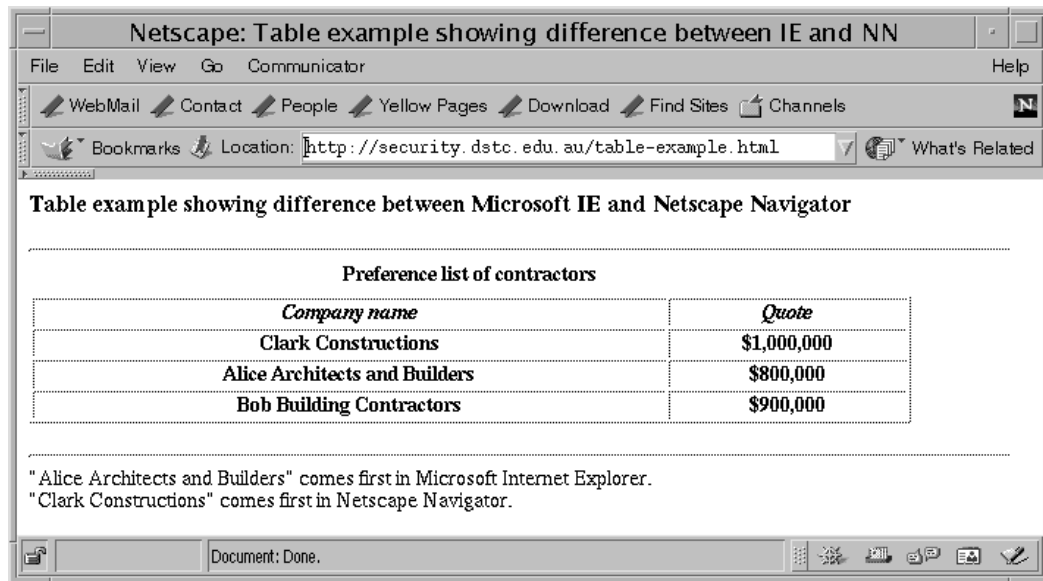 Netscape: Table example showing difference between IE and NN
File Edit View Go Communicator Help
WebMail Contact People Yellow Pages Download Find Sites Channels N
Bookmarks Location: http://security.dstc.edu.au/table-example.html What's Related
Table example showing difference between Microsoft IE and Netscape Navigator
Preference list of contractors
Company name Quote
Clark Constructions $1,000,000
Alice Architects and Builders $800,000
Bob Building Contractors $900,000
"Alice Architects and Builders" comes first in Microsoft Internet Explorer.
"Clark Constructions" comes first in Netscape Navigator.
Document: Done.